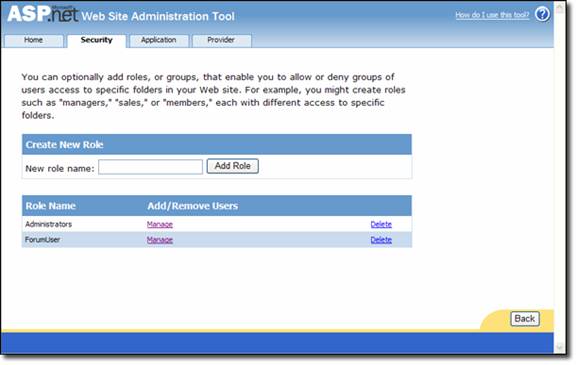 Microsoft
ASP.net Web Site Administration Tool
How do I use this tool? ?
Home Security Application Provider
You can optionally add roles, or groups, that enable you to allow or deny groups of
users access to specific folders in your Web site. For example, you might create roles
such as "managers," "sales," or "members," each with different access to specific
folders.
Create New Role
New role name: Add Role
Role Name Add/Remove Users
Administrators Manage Delete
ForumUser Manage Delete
Back